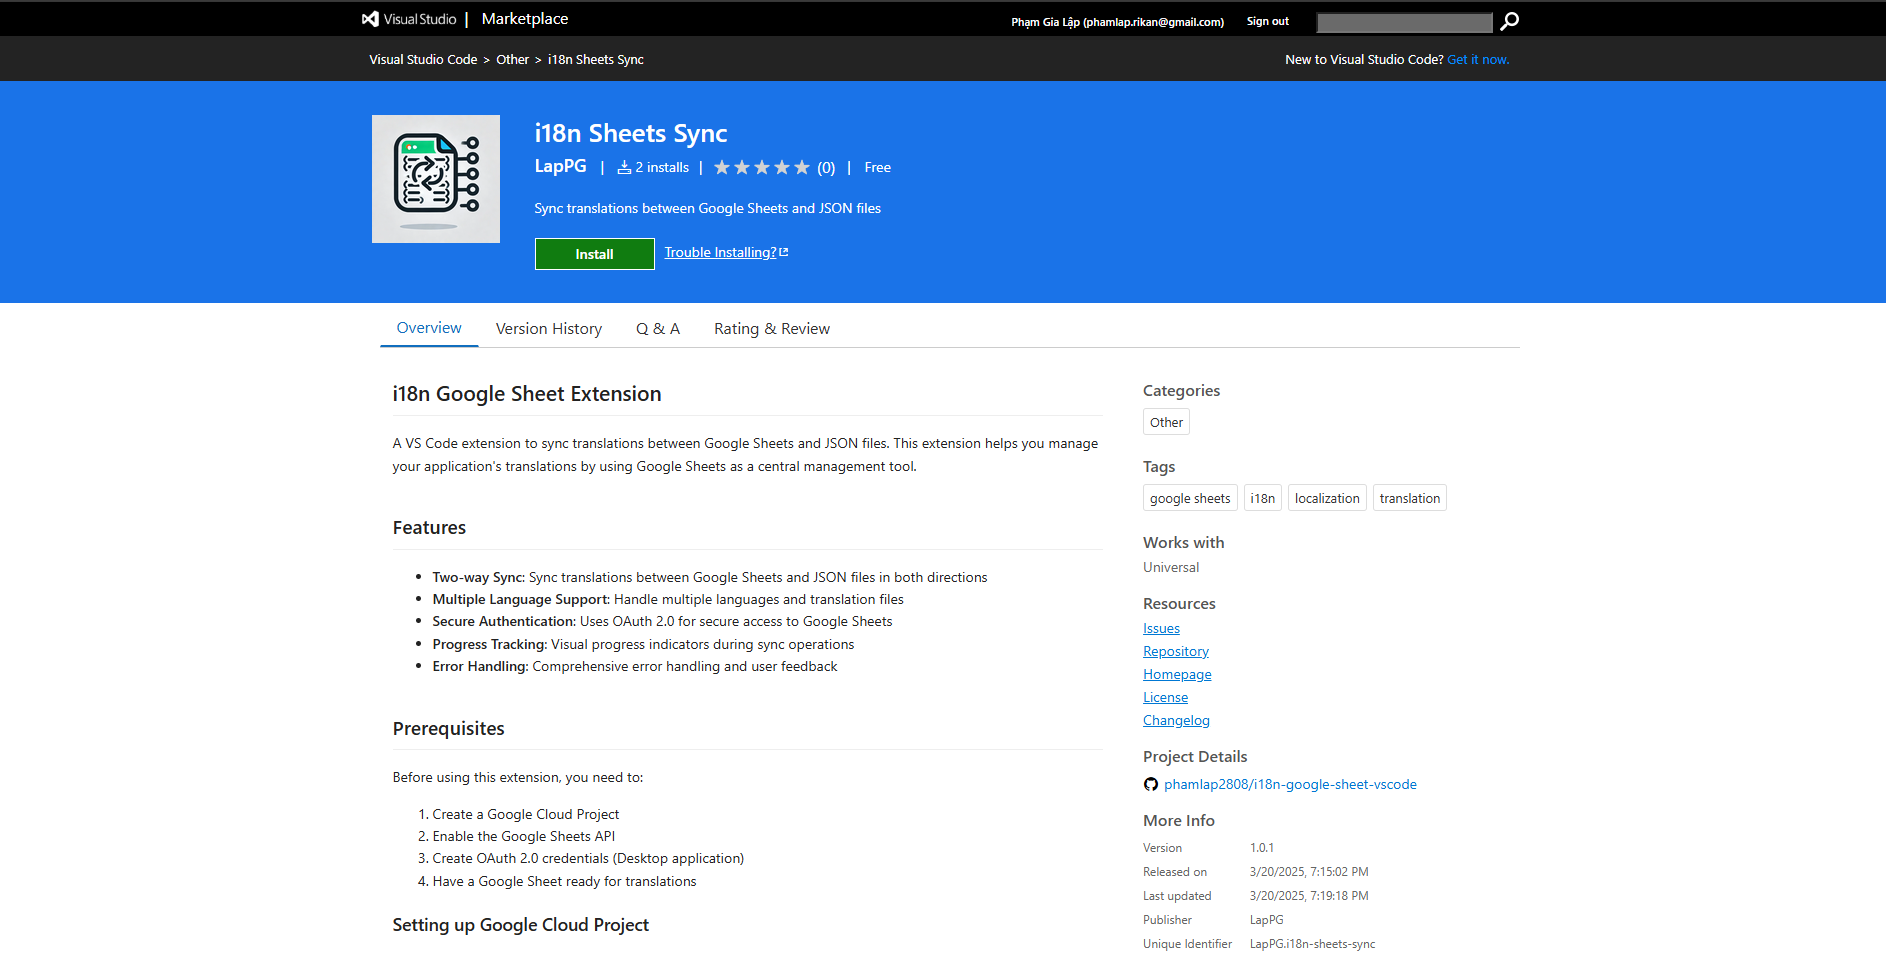 Visual Studio | Marketplace
Phạm Gia Lập (phamlap.rikan@gmail.com) Sign out
Visual Studio Code > Other > i18n Sheets Sync
New to Visual Studio Code? Get it now.
i18n Sheets Sync
LapPG | 2 installs | (0) | Free
Sync translations between Google Sheets and JSON files
Install Trouble Installing?
Overview Version History Q & A Rating & Review
i18n Google Sheet Extension
A VS Code extension to sync translations between Google Sheets and JSON files. This extension helps you manage
your application's translations by using Google Sheets as a central management tool.
Features
• Two-way Sync: Sync translations between Google Sheets and JSON files in both directions
• Multiple Language Support: Handle multiple languages and translation files
• Secure Authentication: Uses OAuth 2.0 for secure access to Google Sheets
• Progress Tracking: Visual progress indicators during sync operations
• Error Handling: Comprehensive error handling and user feedback
Prerequisites
Before using this extension, you need to:
1. Create a Google Cloud Project
2. Enable the Google Sheets API
3. Create OAuth 2.0 credentials (Desktop application)
4. Have a Google Sheet ready for translations
Setting up Google Cloud Project
Categories
Other
Tags
google sheets i18n localization translation
Works with
Universal
Resources
Issues
Repository
Homepage
License
Changelog
Project Details
phamlap2808/i18n-google-sheet-vscode
More Info
Version 1.0.1
Released on 3/20/2025, 7:15:02 PM
Last updated 3/20/2025, 7:19:18 PM
Publisher LapPG
Unique Identifier LapPG.i18n-sheets-sync